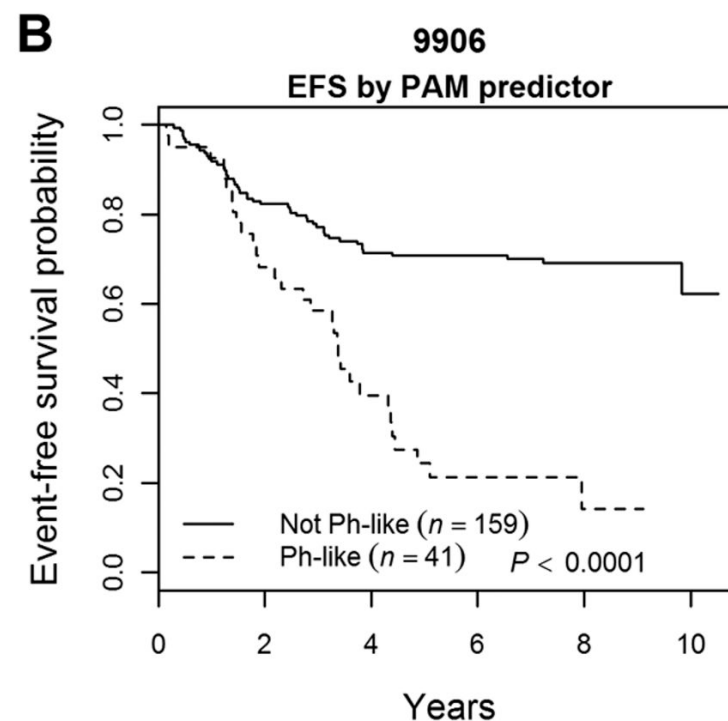 B
9906
EFS by PAM predictor
Event-free survival probability
1.0
0.8
0.6
0.4
0.2
0.0
Not Ph-like (n = 159)
Ph-like (n = 41)
P < 0.0001
0 2 4 6 8 10
Years